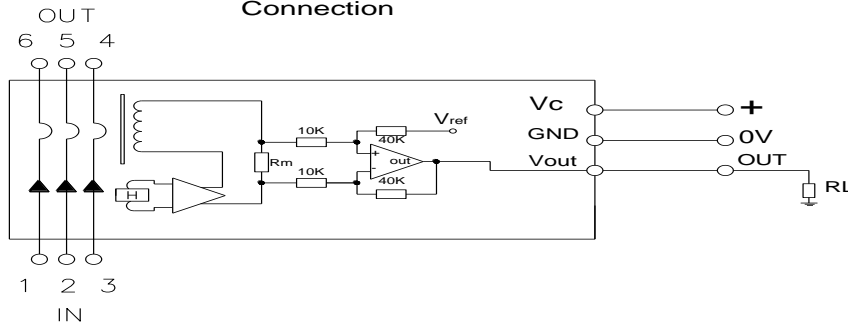 Connection
OUT
6 5 4
Vc +
Vref
10K
40K
GND 0V
Rm
+
out
Vout OUT
10K
-
40K
H
RL
1 2 3
IN